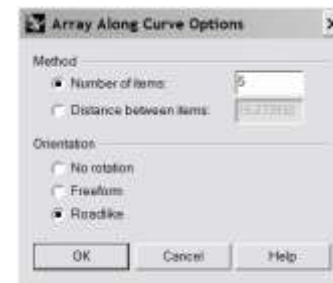 Array Along Curve Options
Method
Number of items: 5
Distance between items:
Orientation
No rotation
Freeform
Roadlike
OK Cancel Help